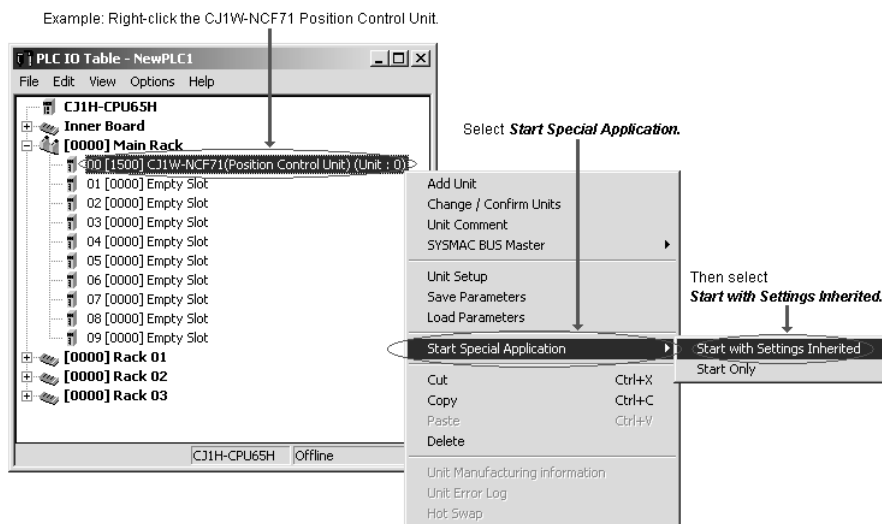 Example: Right-click the CJ1W-NCF71 Position Control Unit.
PLC IO Table - NewPLC1
File Edit View Options Help
CJ1H-CPU65H
Inner Board
[0000] Main Rack
00 [1500] CJ1W-NCF71(Position Control Unit) (Unit : 0)
01 [0000] Empty Slot
02 [0000] Empty Slot
03 [0000] Empty Slot
04 [0000] Empty Slot
05 [0000] Empty Slot
06 [0000] Empty Slot
07 [0000] Empty Slot
08 [0000] Empty Slot
09 [0000] Empty Slot
[0000] Rack 01
[0000] Rack 02
[0000] Rack 03
CJ1H-CPU65H Offline
Select Start Special Application.
Add Unit
Change / Confirm Units
Unit Comment
SYSMAC BUS Master
Unit Setup
Save Parameters
Load Parameters
Start Special Application
Cut Ctrl+X
Copy Ctrl+C
Paste Ctrl+V
Delete
Unit Manufacturing information
Unit Error Log
Hot Swap
Then select
Start with Settings Inherited.
Start with Settings Inherited
Start Only